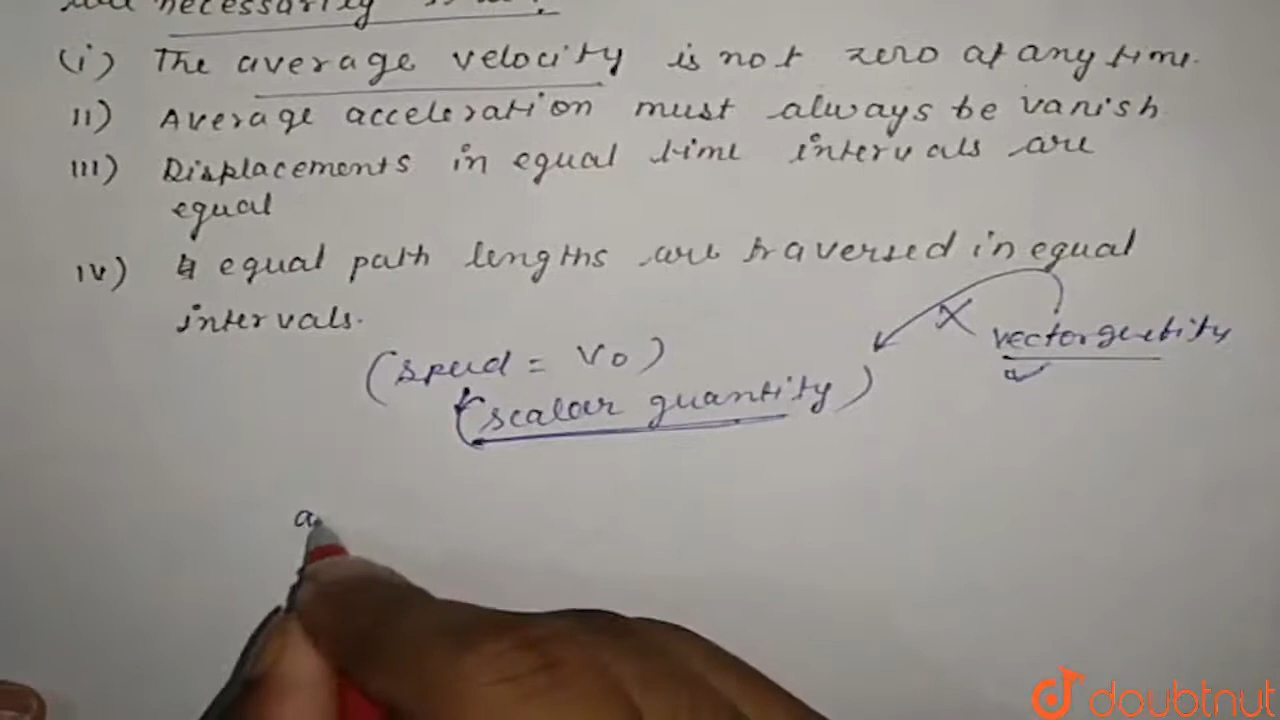 necessarily
(i) The average velocity is not zero at any time.
II) Average acceleration must always be vanish
III) Displacements in equal time intervals are
equal
IV) equal path lengths are traversed in equal
intervals.
vector quetity
(speed = V0)
(scalar quantity)
a
doubtnut